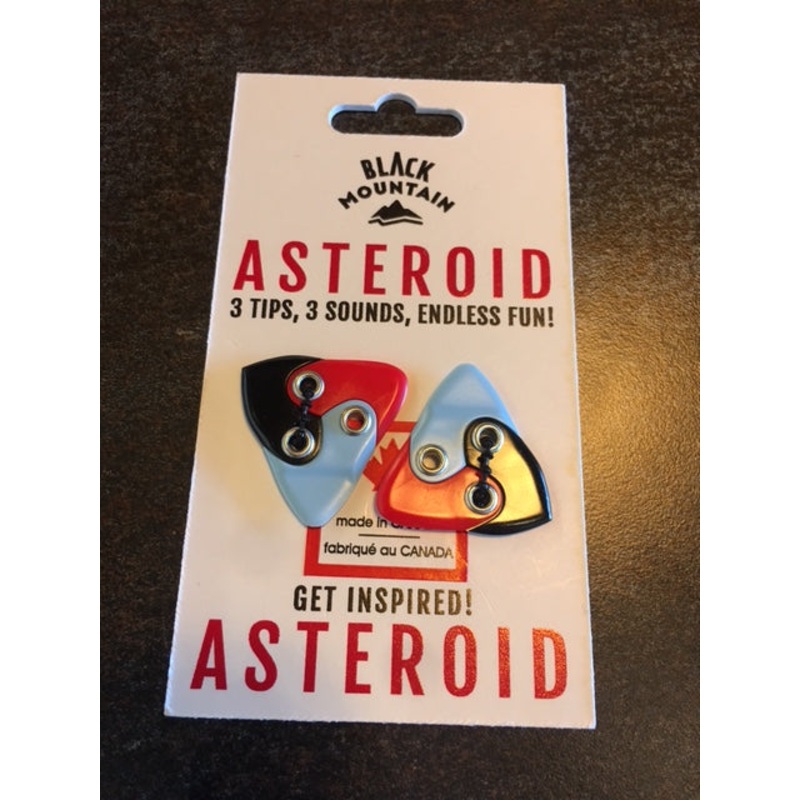 BLACK
MOUNTAIN
ASTEROID
3 TIPS, 3 SOUNDS, ENDLESS FUN!
made in
fabriqué au CANADA
GET INSPIRED!
ASTEROID